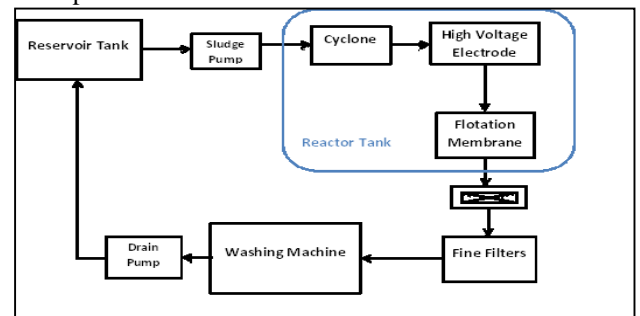 Reservoir Tank
Sludge
Pump
Cyclone
High Voltage
Electrode
Reactor Tank
Flotation
Membrane
Drain
Pump
Washing Machine
Fine Filters